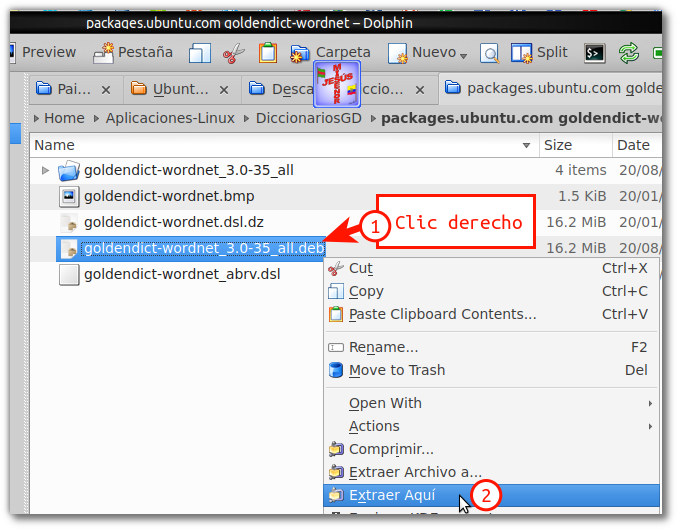 packages.ubuntu.com goldendict-wordnet – Dolphin
Preview Pestaña Carpeta Nuevo Split
Pai... Ubunt... Desca ccio... packages.ubuntu.com golde
JESÚS
Home Aplicaciones-Linux DiccionariosGD packages.ubuntu.com goldendict-wo
Name Size Date
goldendict-wordnet_3.0-35_all 4 items 20/08/
goldendict-wordnet.bmp 1.5 KiB 20/01/
goldendict-wordnet.dsl.dz 16.2 MiB 20/01/
1 Clic derecho
goldendict-wordnet_3.0-35_all.deb 16.2 MiB 20/08/
goldendict-wordnet_abrv.dsl
Cut Ctrl+X
Copy Ctrl+C
Paste Clipboard Contents... Ctrl+V
Rename... F2
Move to Trash Del
Open With
Actions
Comprimir...
Extraer Archivo a...
Extraer Aquí 2